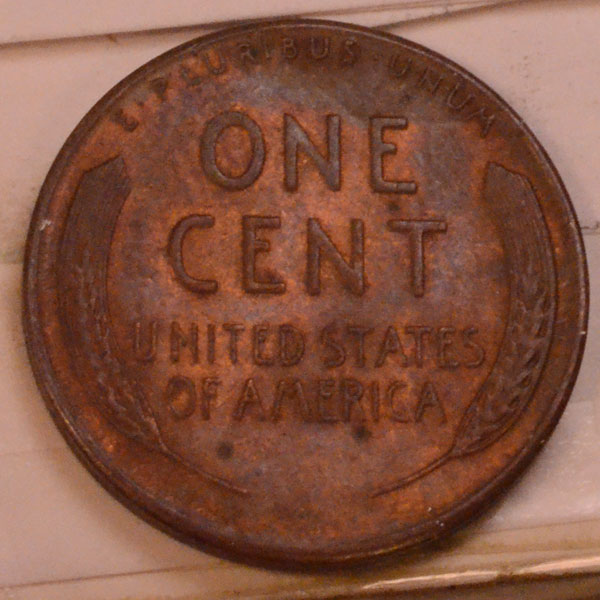 E · PLURIBUS · UNUM
ONE
CENT
UNITED STATES
OF AMERICA